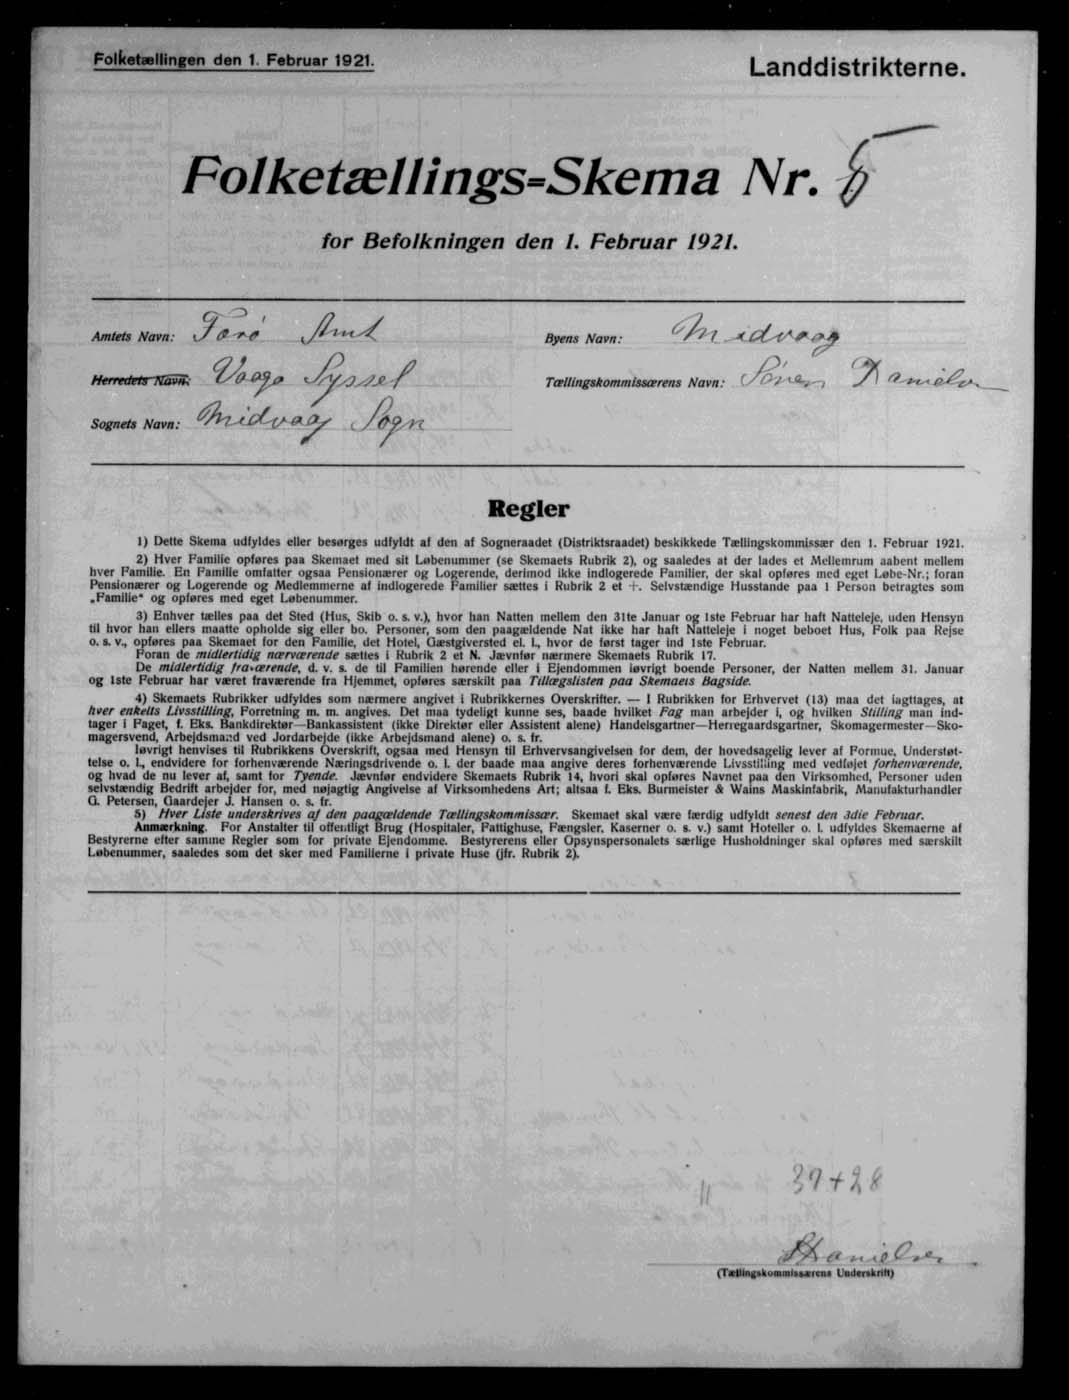 Folketællingen den 1. Februar 1921.
Landdistrikterne.
Folketællings=Skema Nr. 5
for Befolkningen den 1. Februar 1921.
Amtets Navn: Færø Amt
Byens Navn: Midvaag
Herredets Navn: Vaagø Syssel
Tællingskommissærens Navn: Sören Danielsen
Sognets Navn: Midvaag Sogn
Regler
1) Dette Skema udfyldes eller besørges udfyldt af den af Sogneraadet (Distriktsraadet) beskikkede Tællingskommissær den 1. Februar 1921.
2) Hver Familie opføres paa Skemaet med sit Løbenummer (se Skemaets Rubrik 2), og saaledes at der lades et Mellemrum aabent mellem
hver Familie. En Familie omfatter ogsaa Pensionærer og Logerende, derimod ikke indlogerede Familier, der skal opføres med eget Løbe-Nr.; foran
Pensionærer og Logerende og Medlemmerne af indlogerede Familier sættes i Rubrik 2 et +. Selvstændige Husstande paa 1 Person betragtes som
„Familie“ og opføres med eget Løbenummer.
3) Enhver tælles paa det Sted (Hus, Skib o. s. v.), hvor han Natten mellem den 31te Januar og 1ste Februar har haft Natteleje, uden Hensyn
til hvor han ellers maatte opholde sig eller bo. Personer, som den paagældende Nat ikke har haft Natteleje i noget beboet Hus, Folk paa Rejse
o. s. v., opføres paa Skemaet for den Familie, det Hotel, Gæstgiversted el. l., hvor de først tager ind 1ste Februar.
Foran de midlertidig nærværende sættes i Rubrik 2 et N. Jævnfør nærmere Skemaets Rubrik 17.
De midlertidig fraværende, d. v. s. de til Familien hørende eller i Ejendommen iøvrigt boende Personer, der Natten mellem 31. Januar
og 1ste Februar har været fraværende fra Hjemmet, opføres særskilt paa Tillægslisten paa Skemaets Bagside.
4) Skemaets Rubrikker udfyldes som nærmere angivet i Rubrikkernes Overskrifter. — I Rubrikken for Erhvervet (13) maa det iagttages, at
hver enkelts Livsstilling, Forretning m. m. angives. Det maa tydeligt kunne ses, baade hvilket Fag man arbejder i, og hvilken Stilling man ind-
tager i Faget, f. Eks. Bankdirektør—Bankassistent (ikke Direktør eller Assistent alene) Handelsgartner—Herregaardsgartner, Skomagermester—Sko-
magersvend, Arbejdsmand ved Jordarbejde (ikke Arbejdsmand alene) o. s. fr.
Iøvrigt henvises til Rubrikkens Overskrift, ogsaa med Hensyn til Erhvervsangivelsen for dem, der hovedsagelig lever af Formue, Understøt-
telse o. l., endvidere for forhenværende Næringsdrivende o. l. der baade maa angive deres forhenværende Livsstilling med vedføjet forhenværende,
og hvad de nu lever af, samt for Tyende. Jævnfør endvidere Skemaets Rubrik 14, hvori skal opføres Navnet paa den Virksomhed, Personer uden
selvstændig Bedrift arbejder for, med nøjagtig Angivelse af Virksomhedens Art; altsaa f. Eks. Burmeister & Wains Maskinfabrik, Manufakturhandler
G. Petersen, Gaardejer J. Hansen o. s. fr.
5) Hver Liste underskrives af den paagældende Tællingskommissær. Skemaet skal være færdig udfyldt senest den 3die Februar.
Anmærkning. For Anstalter til offentligt Brug (Hospitaler, Fattighuse, Fængsler, Kaserner o. s. v.) samt Hoteller o. l. udfyldes Skemaerne af
Bestyrerne efter samme Regler som for private Ejendomme. Bestyrerens eller Opsynspersonalets særlige Husholdninger skal opføres med særskilt
Løbenummer, saaledes som det sker med Familierne i private Huse (jfr. Rubrik 2).
11 37+28
SDanielsen
(Tællingskommissærens Underskrift)